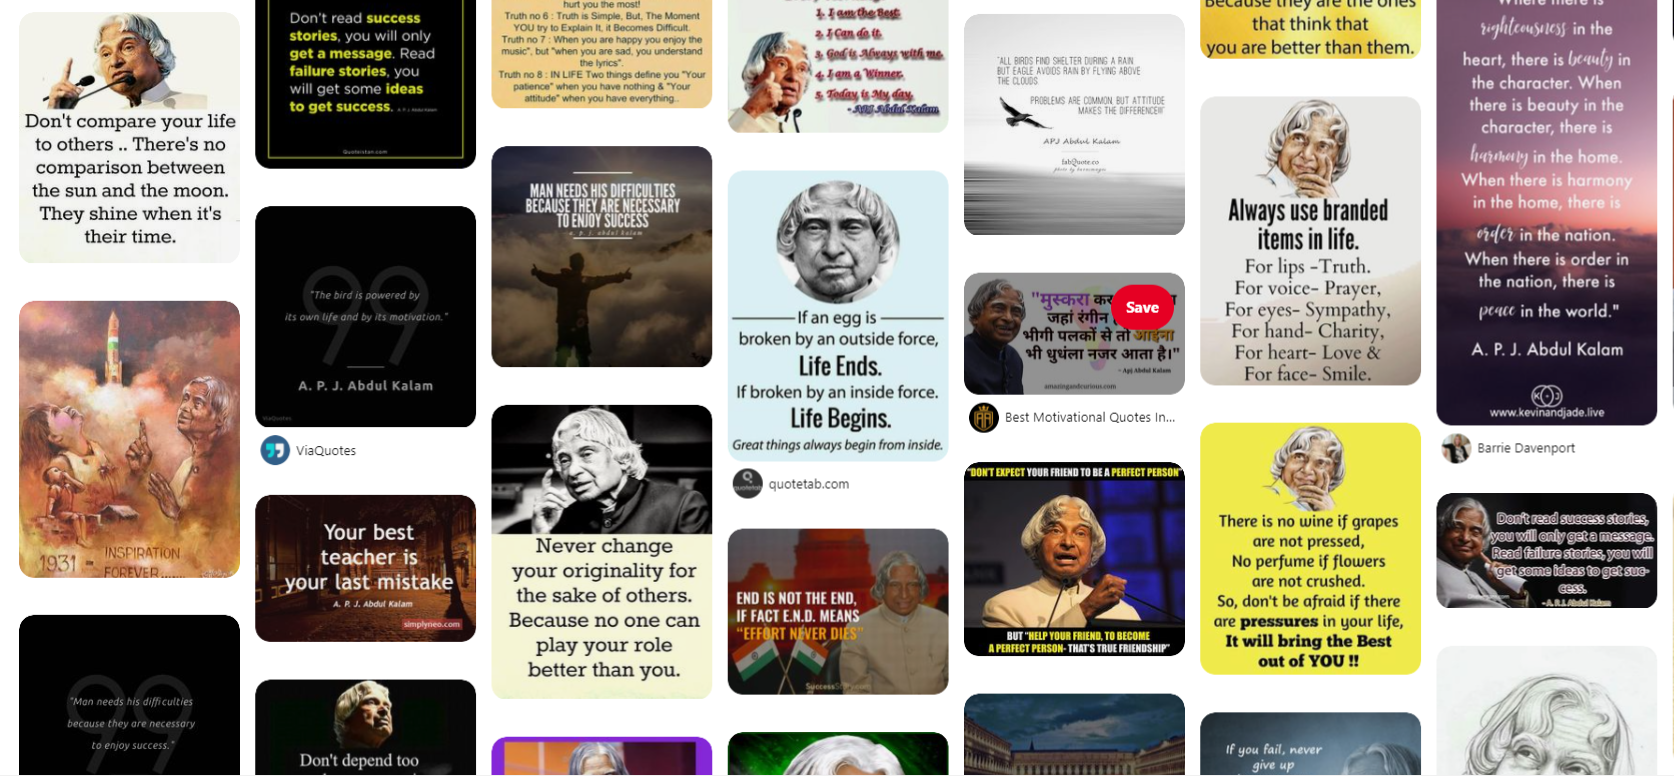 Don't compare your life
to others .. There's no
comparison between
the sun and the moon.
They shine when it's
their time.
1931 - INSPIRATION
FOREVER......
"Man needs his difficulties
because they are necessary
to enjoy success."
Don't read success
stories, you will only
get a message. Read
failure stories, you
will get some ideas
to get success.
A. P. J. Abdul Kalam
Quoteistan.com
"The bird is powered by
its own life and by its motivation."
A. P. J. Abdul Kalam
ViaQuotes
ViaQuotes
Your best
teacher is
your last mistake
A. P. J. Abdul Kalam
simplyneo.com
Don't depend too
hurt you the most!
Truth no 6 : Truth is Simple, But, The Moment
YOU try to Explain It, it Becomes Difficult.
Truth no 7 : When you are happy you enjoy the
music", but "when you are sad, you understand
the lyrics".
Truth no 8 : IN LIFE Two things define you "Your
patience" when you have nothing & "Your
attitude" when you have everything..
MAN NEEDS HIS DIFFICULTIES
BECAUSE THEY ARE NECESSARY
TO ENJOY SUCCESS
a. p. j. abdul kalam
Never change
your originality for
the sake of others.
Because no one can
play your role
better than you.
1. I am the Best.
2. I Can do it.
3. God is Always with me.
4. I am a Winner.
5. Today is My day.
- APJ Abdul Kalam
If an egg is
broken by an outside force,
Life Ends.
If broken by an inside force.
Life Begins.
Great things always begin from inside.
quotetab.com
END IS NOT THE END,
IF FACT E.N.D. MEANS
"EFFORT NEVER DIES"
"ALL BIRDS FIND SHELTER DURING A RAIN
BUT EAGLE AVOIDS RAIN BY FLYING ABOVE
THE CLOUDS
PROBLEMS ARE COMMON, BUT ATTITUDE
MAKES THE DIFFERENCE!!!"
APJ Abdul Kalam
fabQuote.co
"मुस्कुरा
Save
जहां रंगीन
भीगी पलकों से तो आईना
भी धुधंला नजर आता है।"
- Apj Abdul Kalam
amazingandcurious.com
Best Motivational Quotes In...
"DON'T EXPECT YOUR FRIEND TO BE A PERFECT PERSON"
BUT "HELP YOUR FRIEND, TO BECOME
A PERFECT PERSON- THAT'S TRUE FRIENDSHIP"
Because they are the ones
that think that
you are better than them.
Always use branded
items in life.
For lips -Truth.
For voice- Prayer,
For eyes- Sympathy,
For hand- Charity,
For heart- Love &
For face- Smile.
There is no wine if grapes
are not pressed,
No perfume if flowers
are not crushed.
So, don't be afraid if there
are pressures in your life,
It will bring the Best
out of YOU !!
If you fail, never
give up
Where there is
righteousness in the
heart, there is beauty in
the character. When
there is beauty in the
character, there is
harmony in the home.
When there is harmony
in the home, there is
order in the nation.
When there is order in
the nation, there is
peace in the world."
A. P. J. Abdul Kalam
www.kevinandjade.live
Barrie Davenport
Don't read success stories,
you will only get a message.
Read failure stories, you will
get some ideas to get suc-
cess.
- A. P. J. Abdul Kalam